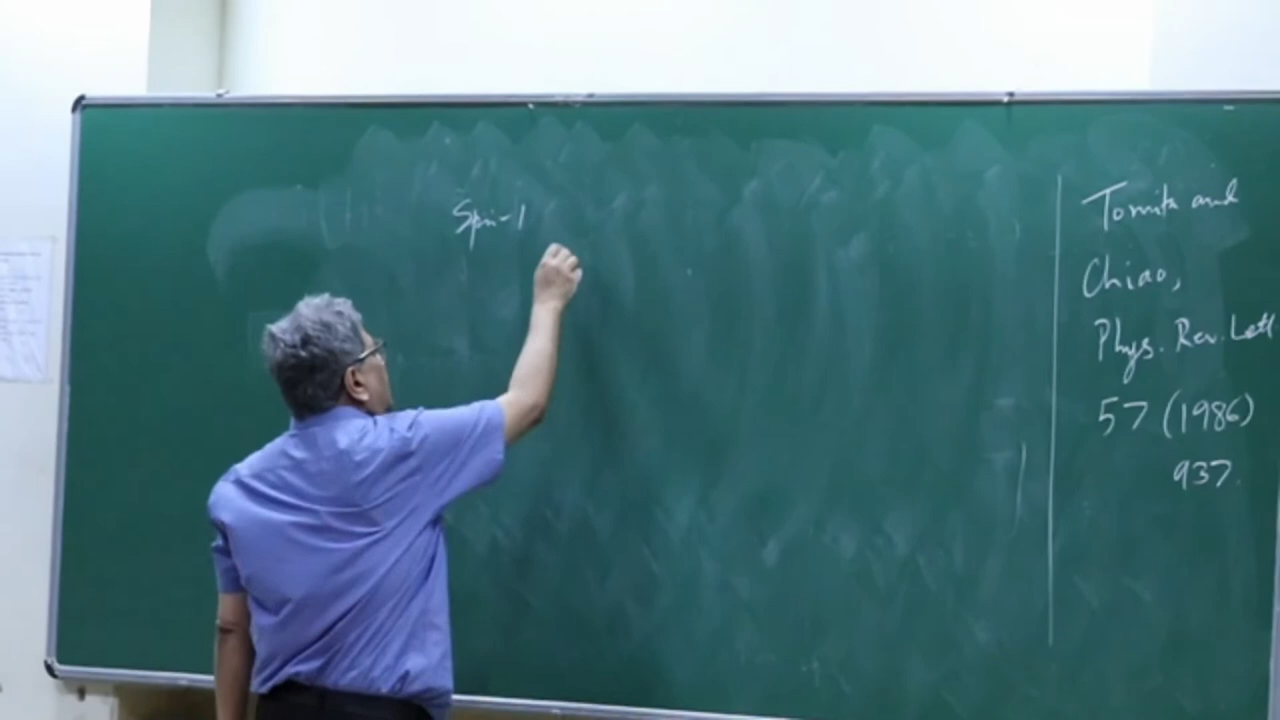 Spin-1
Tomita and
Chiao,
Phys. Rev. Lett
57 (1986)
937.